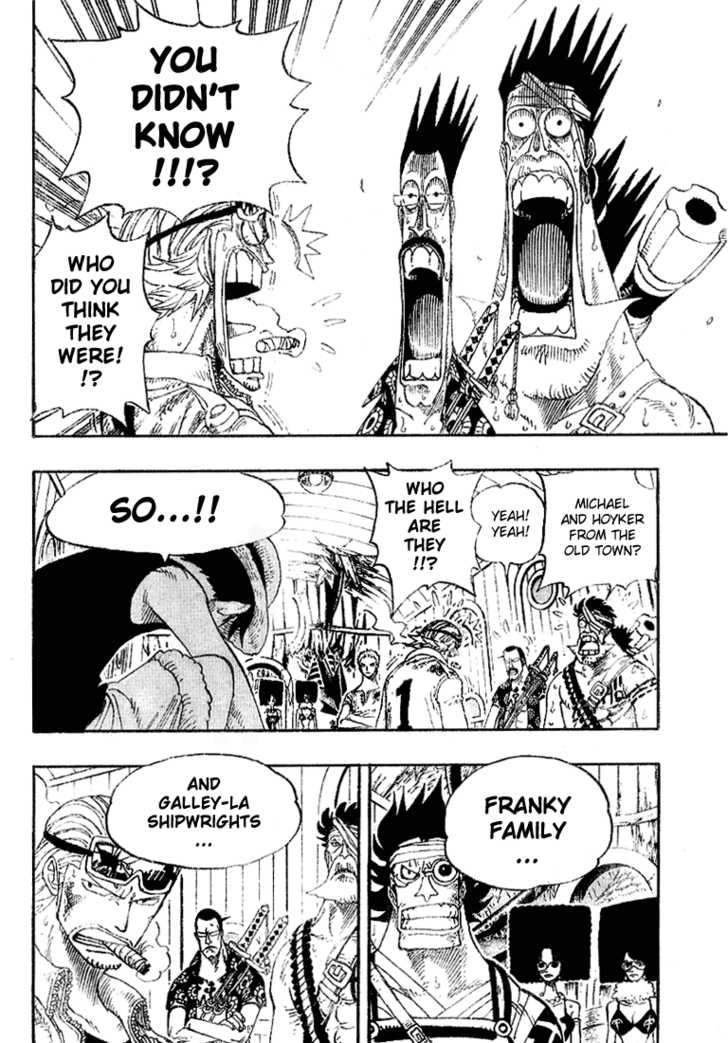 YOU
DIDN'T
KNOW
!!!?
WHO
DID YOU
THINK
THEY
WERE!
!?
MICHAEL
AND HOYKER
FROM THE
OLD TOWN?
YEAH!
YEAH!
WHO
THE HELL
ARE
THEY
!!?
1
SO...!!
FRANKY
FAMILY
...
AND
GALLEY-LA
SHIPWRIGHTS
...